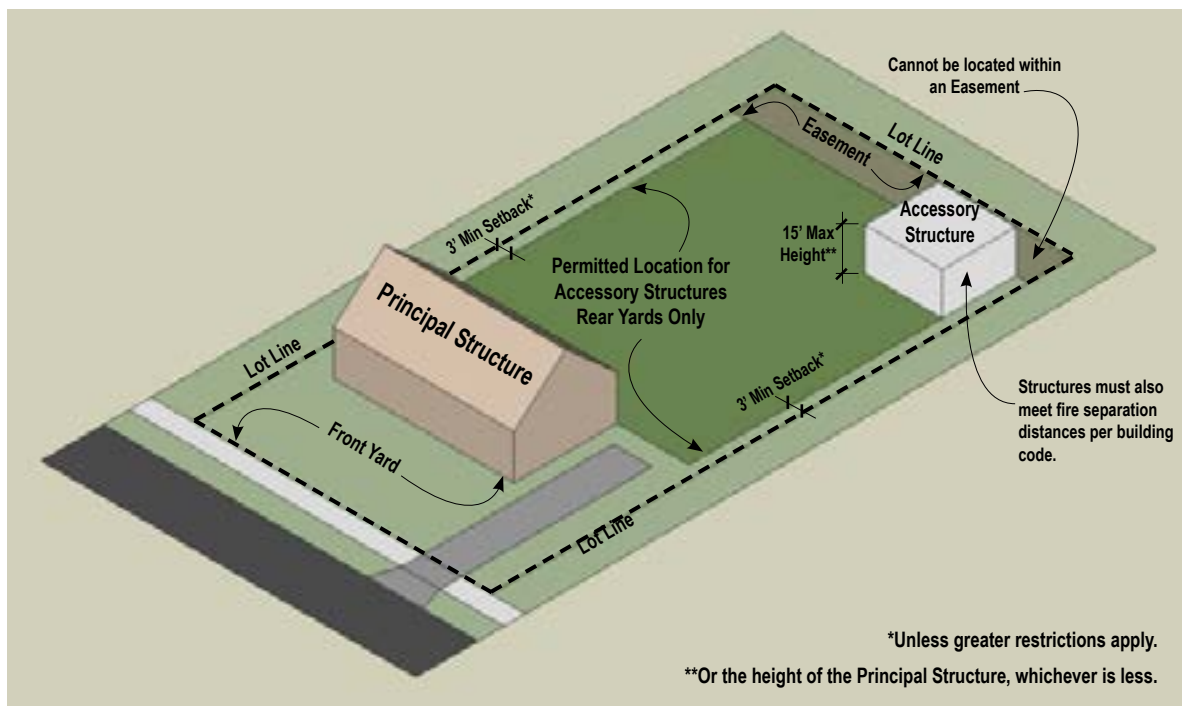 Cannot be located within
an Easement
Easement
Lot Line
Accessory
Structure
15' Max
Height**
3' Min Setback*
Permitted Location for
Accessory Structures
Rear Yards Only
Principal Structure
Lot Line
3' Min Setback*
Structures must also
meet fire separation
distances per building
code.
Front Yard
Lot Line
*Unless greater restrictions apply.
**Or the height of the Principal Structure, whichever is less.